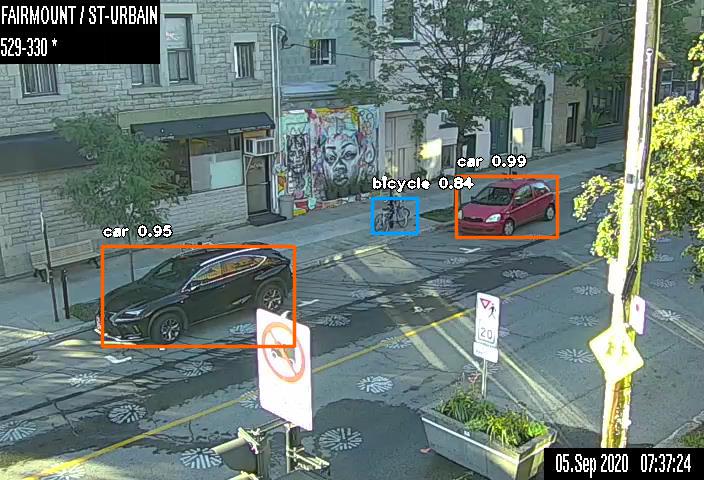 FAIRMOUNT / ST-URBAIN
529-330 *
car 0.99
bicycle 0.84
car 0.95
20
05.Sep 2020 07:37:24